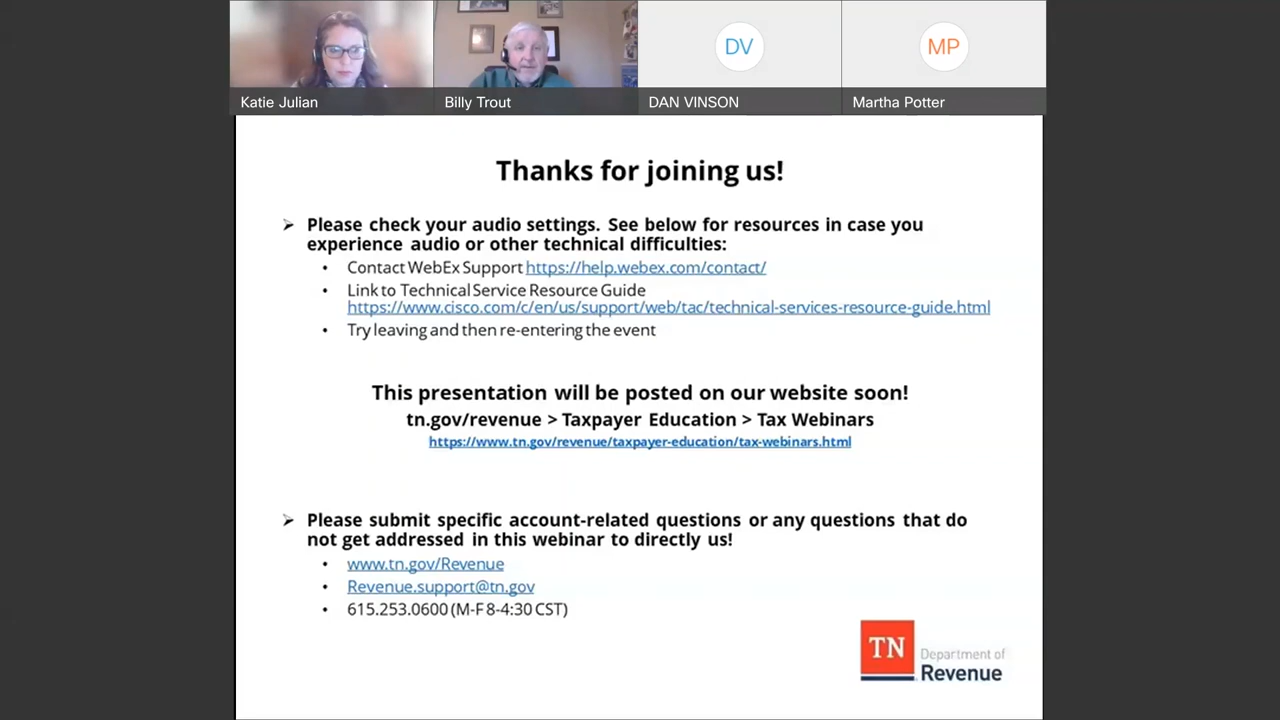 DV
MP
Katie Julian
Billy Trout
DAN VINSON
Martha Potter
Thanks for joining us!
Please check your audio settings. See below for resources in case you
experience audio or other technical difficulties:
Contact WebEx Support https://help.webex.com/contact/
Link to Technical Service Resource Guide
https://www.cisco.com/c/en/us/support/web/tac/technical-services-resource-guide.html
Try leaving and then re-entering the event
This presentation will be posted on our website soon!
tn.gov/revenue > Taxpayer Education > Tax Webinars
https://www.tn.gov/revenue/taxpayer-education/tax-webinars.html
Please submit specific account-related questions or any questions that do
not get addressed in this webinar to directly us!
www.tn.gov/Revenue
Revenue.support@tn.gov
615.253.0600 (M-F 8-4:30 CST)
TN
Department of
Revenue